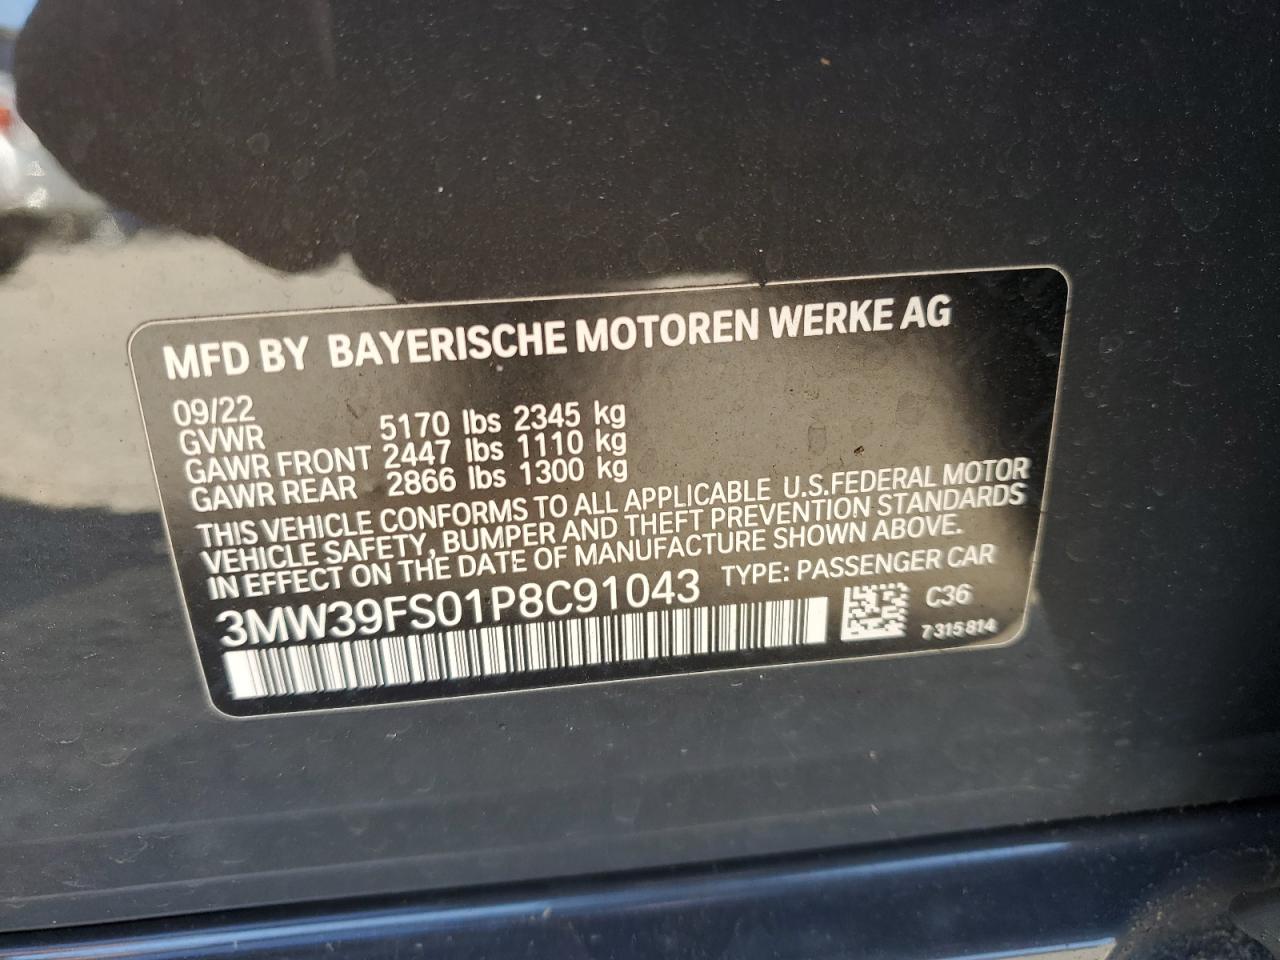 MFD BY BAYERISCHE MOTOREN WERKE AG
09/22
GVWR 5170 lbs 2345 kg
GAWR FRONT 2447 lbs 1110 kg
GAWR REAR 2866 lbs 1300 kg
THIS VEHICLE CONFORMS TO ALL APPLICABLE U.S.FEDERAL MOTOR
VEHICLE SAFETY, BUMPER AND THEFT PREVENTION STANDARDS
IN EFFECT ON THE DATE OF MANUFACTURE SHOWN ABOVE.
3MW39FS01P8C91043 TYPE: PASSENGER CAR
C36
7 315 814